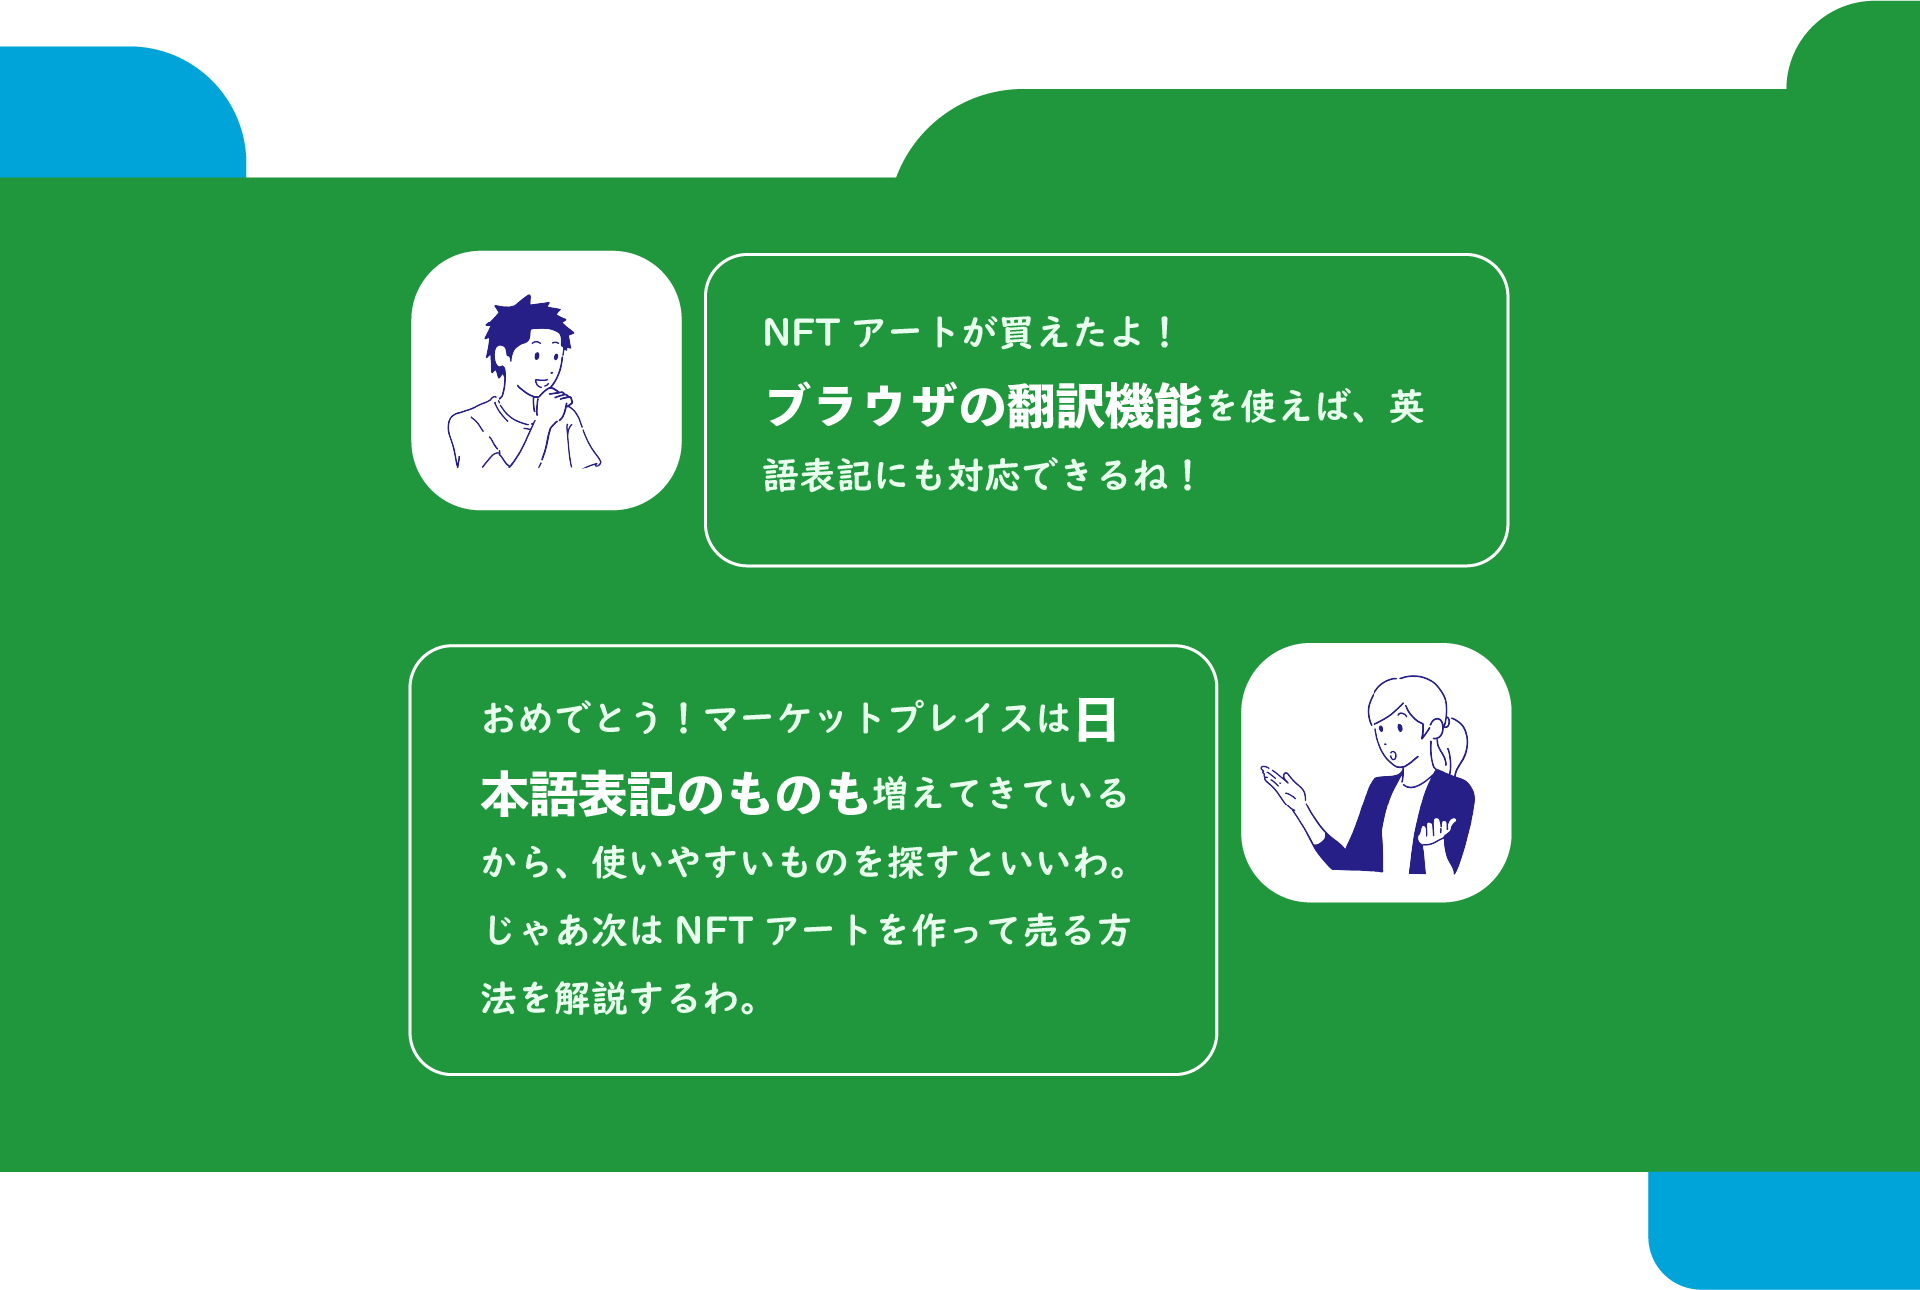 NFT アートが買えたよ！
ブラウザの翻訳機能を使えば、英
語表記にも対応できるね！
おめでとう！マーケットプレイスは日
本語表記のものも増えてきている
から、使いやすいものを探すといいわ。
じゃあ次は NFT アートを作って売る方
法を解説するわ。